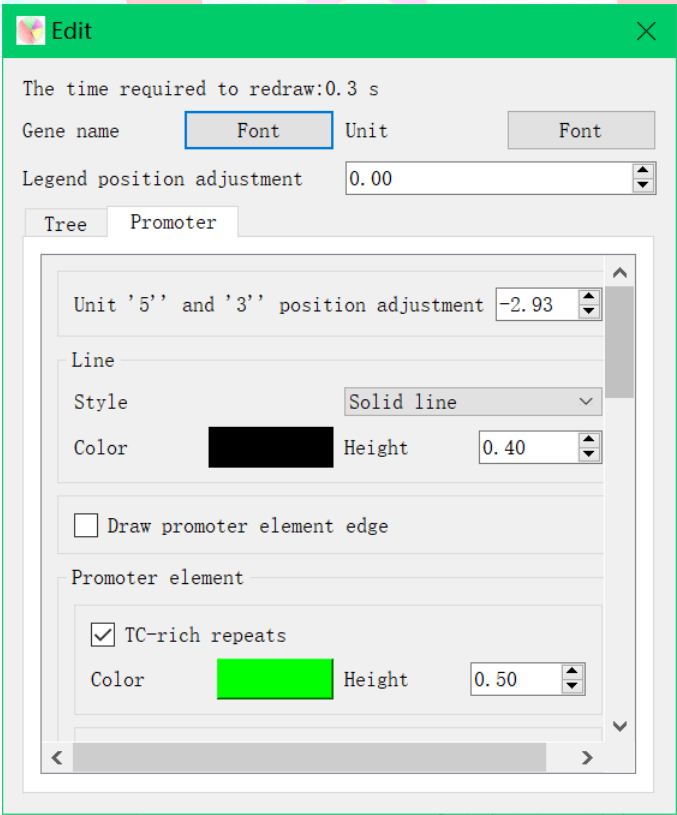 Edit
The time required to redraw:0.3 s
Gene name Font Unit Font
Legend position adjustment 0.00
Tree Promoter
Unit '5'' and '3'' position adjustment -2.93
Line
Style Solid line
Color Height 0.40
Draw promoter element edge
Promoter element
TC-rich repeats
Color Height 0.50